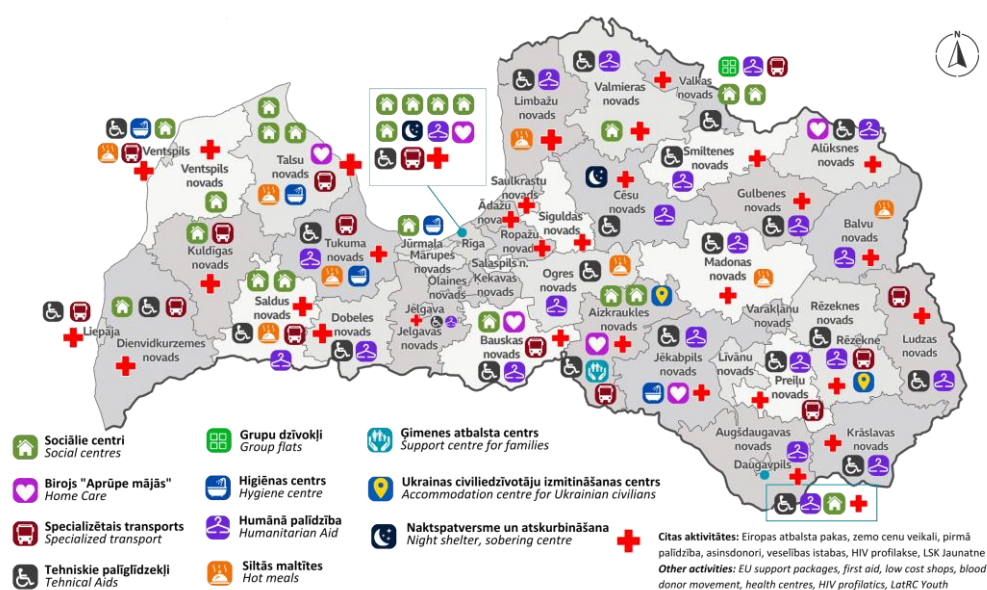 N
Limbažu
novads
Valmieras
novads
Valkas
novads
Ventspils
Ventspils
novads
Talsu
novads
Smiltenes
novads
Alūksnes
novads
Saulkrastu
novads
Ādažu
novads
Siguldas
novads
Cēsu
novads
Gulbenes
novads
Balvu
novads
Kuldīgas
novads
Tukuma
novads
Jūrmala
Rīga
Ropažu
novads
Mārupes
novads
Salaspils n.
Ķekavas
novads
Olaines
novads
Ogres
novads
Madonas
novads
Saldus
novads
Liepāja
Dienvidkurzemes
novads
Dobeles
novads
Jelgava
Jelgavas
novads
Bauskas
novads
Aizkraukles
novads
Varakļānu
novads
Rēzeknes
novads
Rēzekne
Ludzas
novads
Jēkabpils
novads
Līvānu
novads
Preiļu
novads
Augšdaugavas
novads
Krāslavas
novads
Daugavpils
Sociālie centri
Social centres
Birojs "Aprūpe mājās"
Home Care
Specializētais transports
Specialized transport
Tehniskie palīglīdzekļi
Tehnical Aids
Grupu dzīvokļi
Group flats
Higiēnas centrs
Hygiene centre
Humānā palīdzība
Humanitarian Aid
Siltās maltītes
Hot meals
Ģimenes atbalsta centrs
Support centre for families
Ukrainas civiliedzīvotāju izmitināšanas centrs
Accommodation centre for Ukrainian civilians
Naktspatversme un atskurbināšana
Night shelter, sobering centre
Citas aktivitātes: Eiropas atbalsta pakas, zemo cenu veikali, pirmā
palīdzība, asinsdonori, veselības istabas, HIV profilakse, LSK Jaunatne
Other activities: EU support packages, first aid, low cost shops, blood
donor movement, health centres, HIV profilatics, LatRC Youth